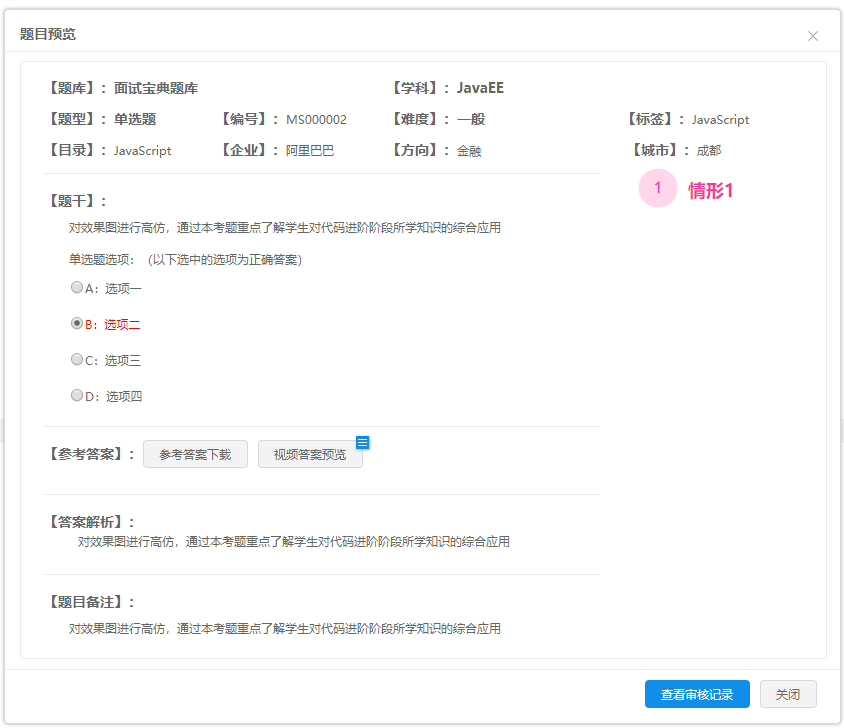 题目预览
【题库】：面试宝典题库 【学科】：JavaEE
【题型】：单选题 【编号】：MS000002 【难度】：一般 【标签】：JavaScript
【目录】：JavaScript 【企业】：阿里巴巴 【方向】：金融 【城市】：成都
1 情形1
【题干】：
对效果图进行高仿，通过本考题重点了解学生对代码进阶阶段所学知识的综合应用
单选题选项：（以下选中的选项为正确答案）
A：选项一
B：选项二
C：选项三
D：选项四
【参考答案】： 参考答案下载 视频答案预览
【答案解析】：
对效果图进行高仿，通过本考题重点了解学生对代码进阶阶段所学知识的综合应用
【题目备注】：
对效果图进行高仿，通过本考题重点了解学生对代码进阶阶段所学知识的综合应用
查看审核记录 关闭